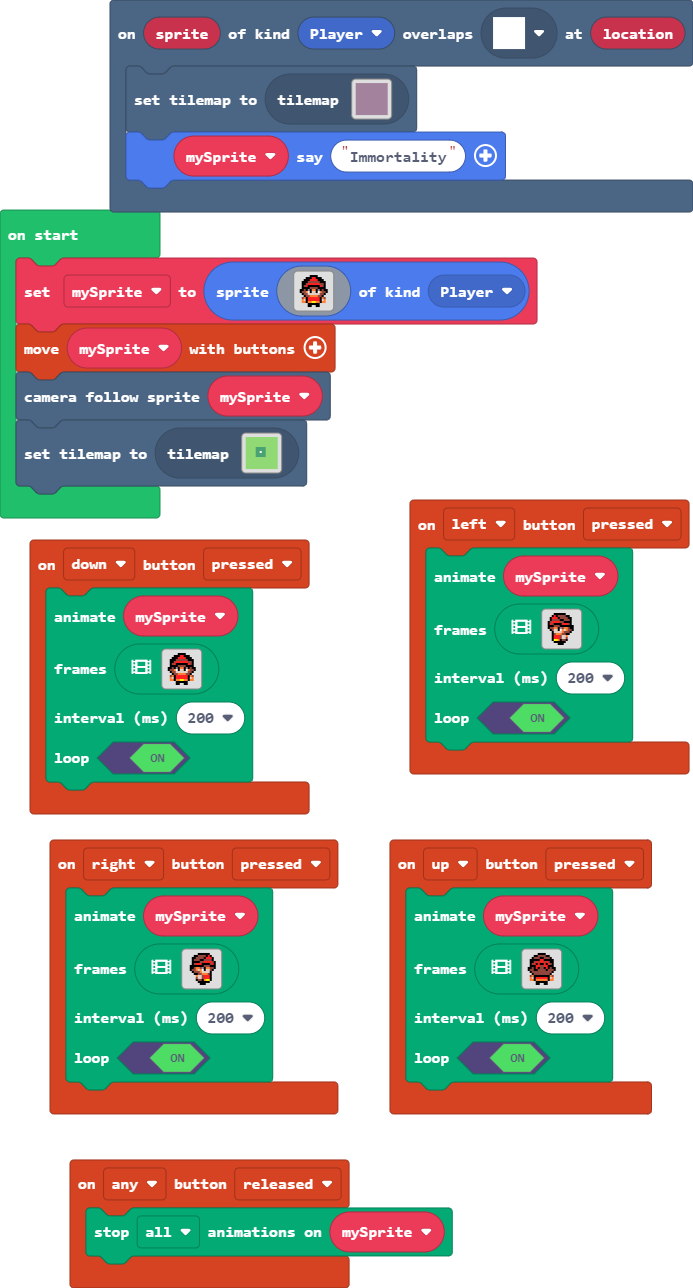 on sprite of kind Player overlaps at location
set tilemap to tilemap
mySprite say "Immortality"
on start
set mySprite to sprite of kind Player
move mySprite with buttons
camera follow sprite mySprite
set tilemap to tilemap
on left button pressed
animate mySprite
frames
interval (ms) 200
loop ON
on down button pressed
animate mySprite
frames
interval (ms) 200
loop ON
on right button pressed
animate mySprite
frames
interval (ms) 200
loop ON
on up button pressed
animate mySprite
frames
interval (ms) 200
loop ON
on any button released
stop all animations on mySprite